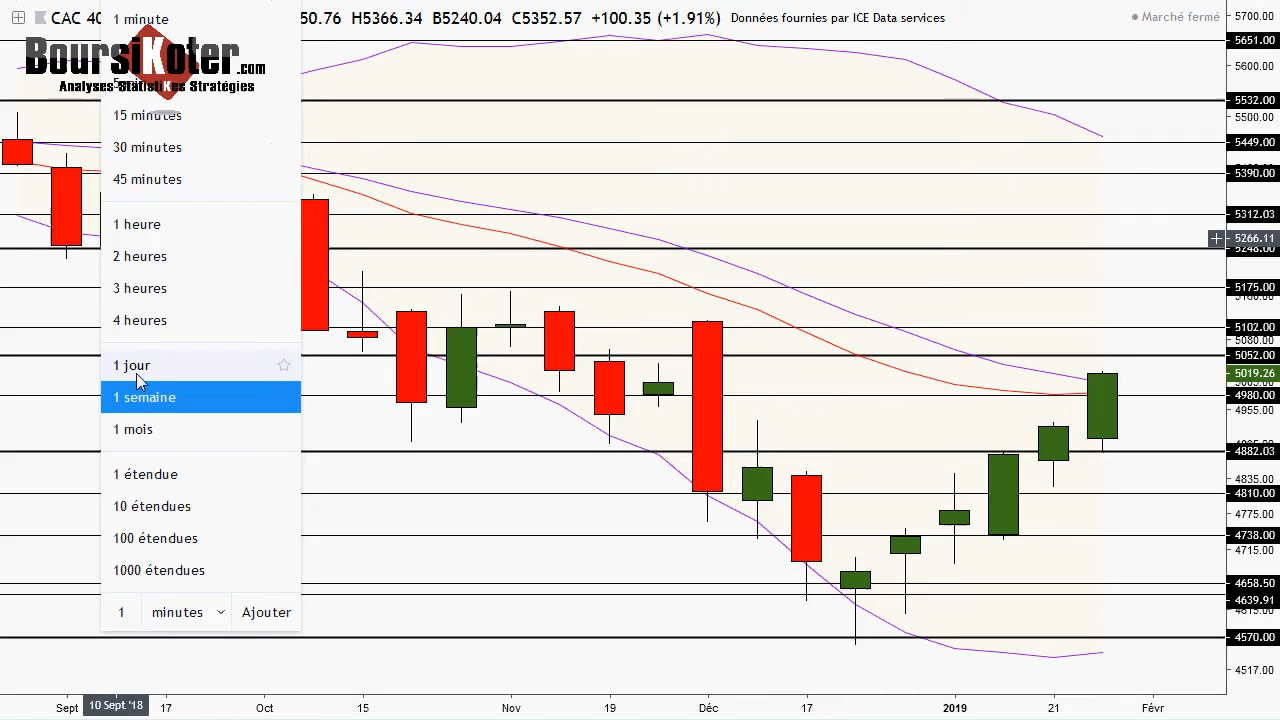 CAC 40
50.76 H5366.34 B5240.04 C5352.57 +100.35 (+1.91%) Données fournies par ICE Data services
Marché fermé
BoursiKoter.com
Analyses StatistiKes Stratégies
1 minute
15 minutes
30 minutes
45 minutes
1 heure
2 heures
3 heures
4 heures
1 jour
1 semaine
1 mois
1 étendue
10 étendues
100 étendues
1000 étendues
1 minutes Ajouter
5700.00
5651.00
5600.00
5532.00
5500.00
5449.00
5390.00
5312.03
5266.11
5248.00
5175.00
5102.00
5052.00
5019.26
4980.00
4955.00
4882.03
4835.00
4810.00
4775.00
4738.00
4715.00
4658.50
4639.91
4615.00
4570.00
4517.00
Sept 10 Sept '18 17 Oct 15 Nov 19 Déc 17 2019 21 Févr